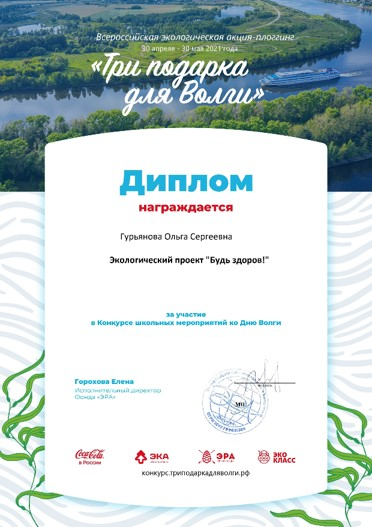 Всероссийская экологическая акция-плоггинг
30 апреля - 30 мая 2021 года
«Три подарка
для Волги»
Диплом
награждается
Гурьянова Ольга Сергеевна
Экологический проект "Будь здоров!"
за участие
в Конкурсе школьных мероприятий ко Дню Волги
Горохова Елена
Исполнительный директор
Фонда «ЭРА»
МП
Coca-Cola
в России
ЭКА
ЭРА
ЭКО
КЛАСС
конкурс.триподаркадляволги.рф